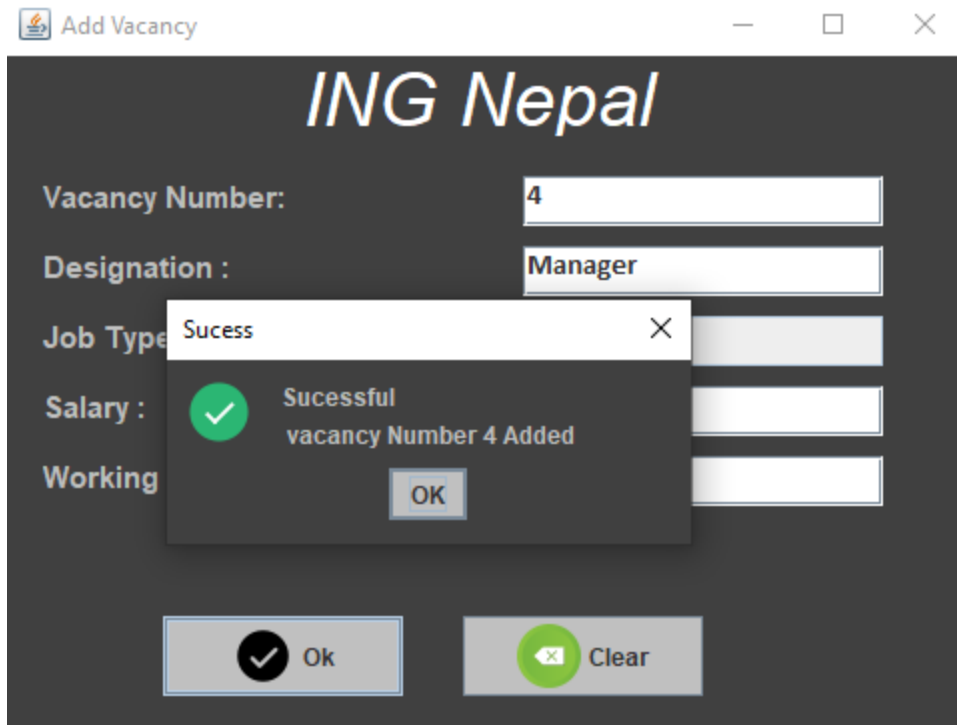 Add Vacancy
ING Nepal
Vacancy Number: 4
Designation : Manager
Job Type
Sucess
Salary :
Sucessful
vacancy Number 4 Added
Working
OK
Ok
Clear